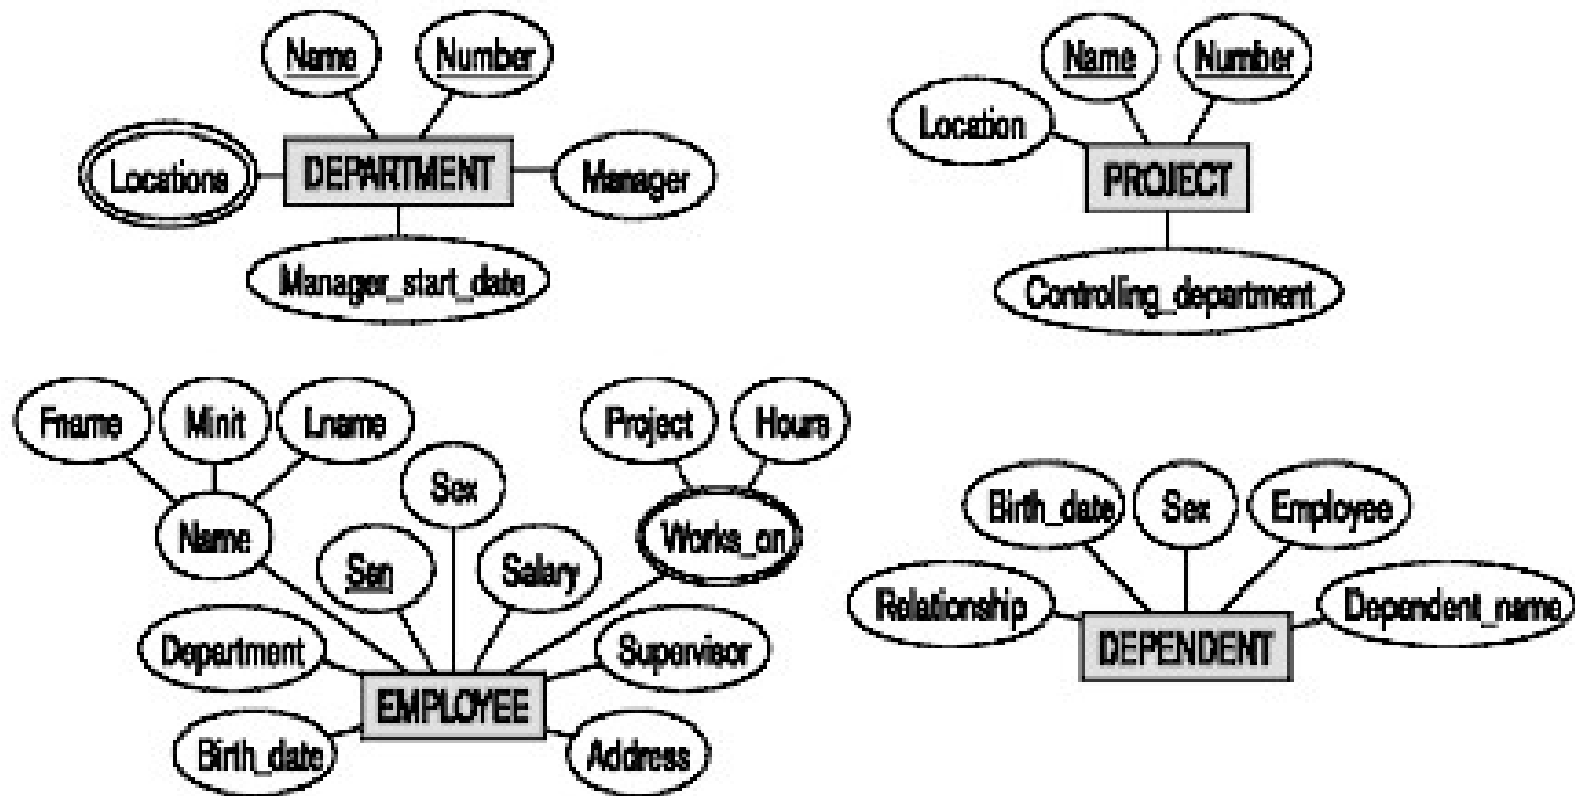 Name Number
Locations DEPARTMENT Manager
Manager_start_date
Name Number
Location
PROJECT
Controlling_department
Fname Minit Lname
Project Hours
Sex
Name Ssn Salary Works_on
Department Supervisor
EMPLOYEE
Birth_date Address
Birth_date Sex Employee
Relationship Dependent_name
DEPENDENT